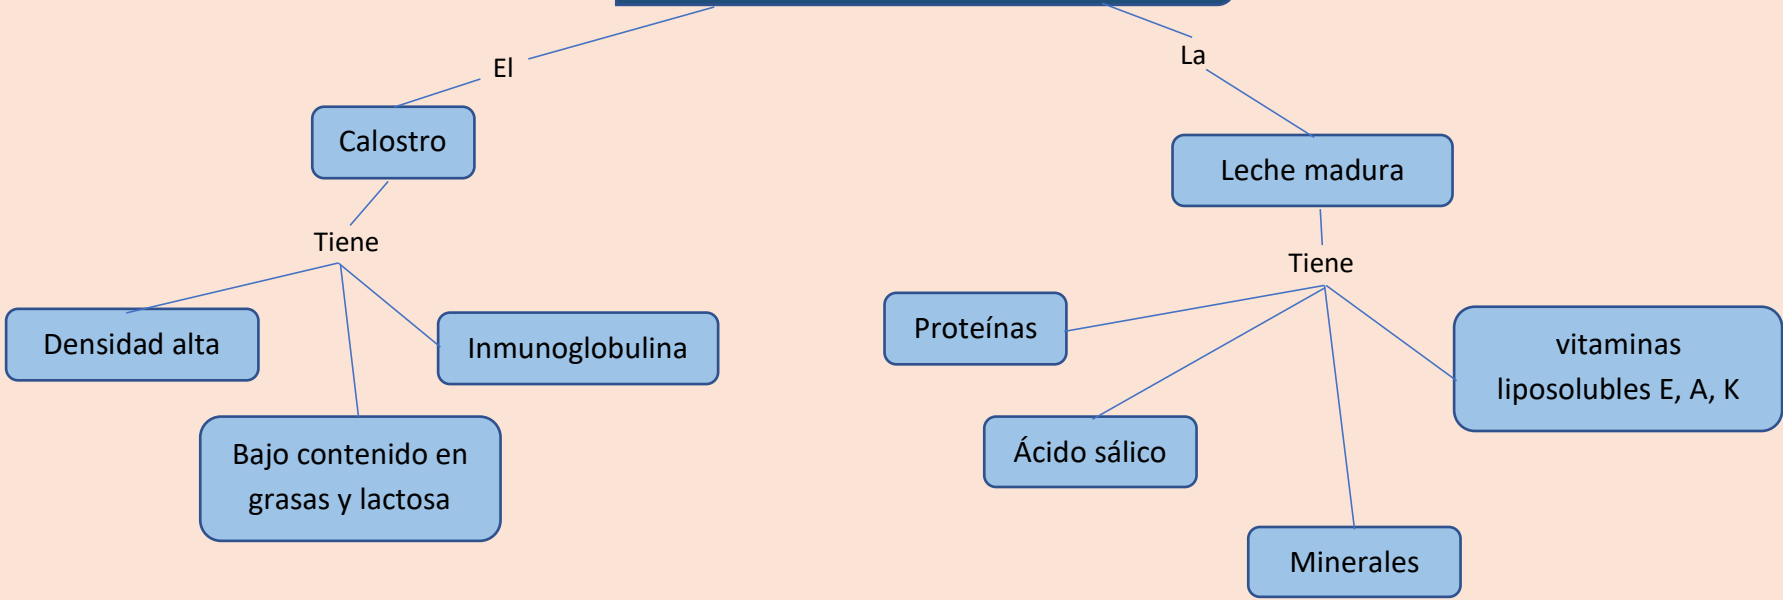 El
La
Calostro
Leche madura
Tiene
Tiene
Densidad alta
Inmunoglobulina
Bajo contenido en
grasas y lactosa
Proteínas
vitaminas
liposolubles E, A, K
Ácido sálico
Minerales